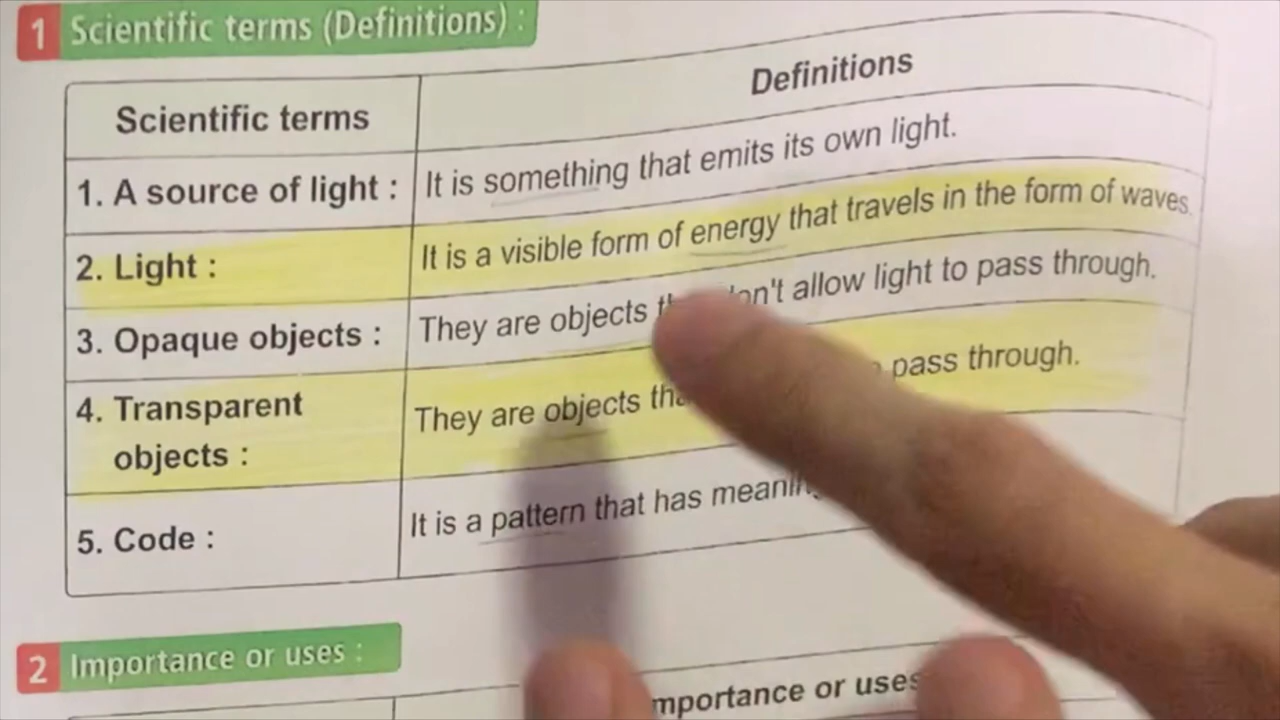 1 Scientific terms (Definitions) :
Scientific terms
Definitions
1. A source of light :
It is something that emits its own light.
2. Light :
It is a visible form of energy that travels in the form of waves.
3. Opaque objects :
They are objects don't allow light to pass through.
4. Transparent
objects :
They are objects pass through.
5. Code :
It is a pattern that has
2 Importance or uses :
Importance or uses